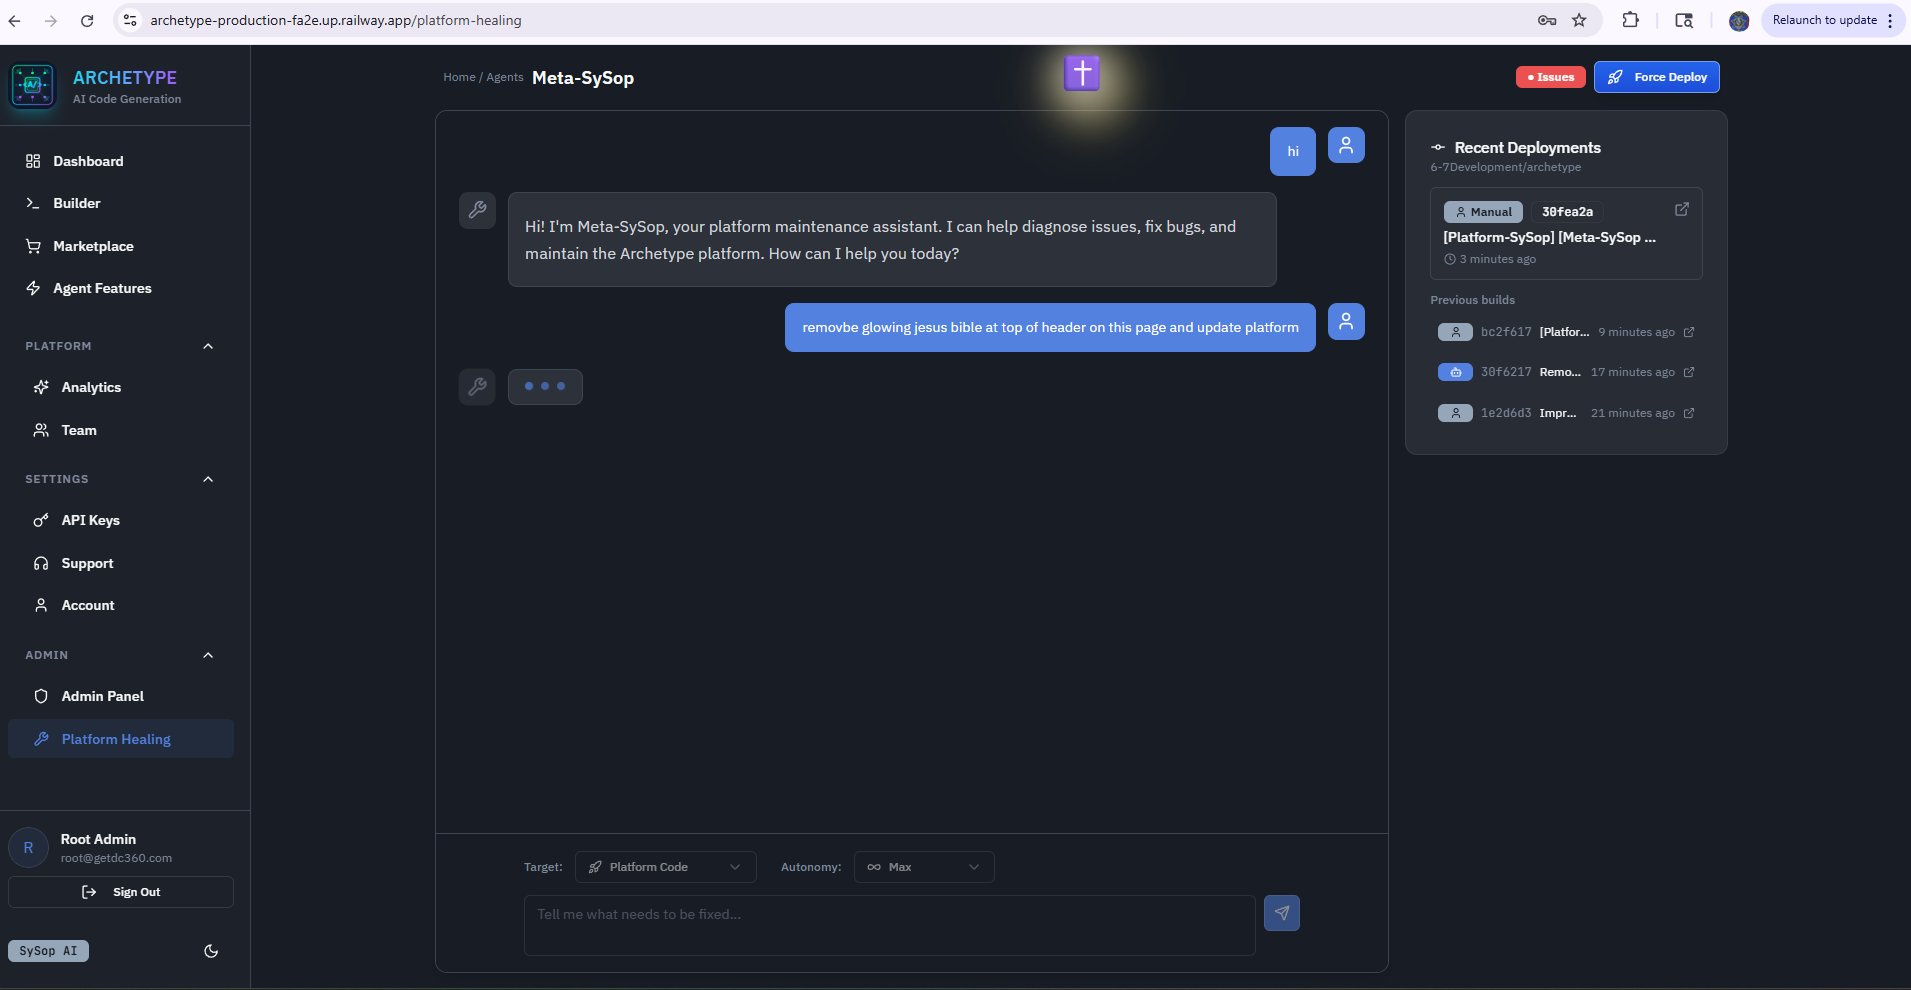 archetype-production-fa2e.up.railway.app/platform-healing
Relaunch to update
ARCHETYPE
AI Code Generation
Dashboard
Builder
Marketplace
Agent Features
PLATFORM
Analytics
Team
SETTINGS
API Keys
Support
Account
ADMIN
Admin Panel
Platform Healing
R
Root Admin
root@getdc360.com
Sign Out
SySop AI
Home / Agents Meta-SySop
Issues
Force Deploy
hi
Hi! I'm Meta-SySop, your platform maintenance assistant. I can help diagnose issues, fix bugs, and
maintain the Archetype platform. How can I help you today?
removbe glowing jesus bible at top of header on this page and update platform
Target: Platform Code Autonomy: Max
Tell me what needs to be fixed...
Recent Deployments
6-7Development/archetype
Manual 30fea2a
[Platform-SySop] [Meta-SySop ...
3 minutes ago
Previous builds
bc2f617 [Platfor... 9 minutes ago
30f6217 Remo... 17 minutes ago
1e2d6d3 Impr... 21 minutes ago